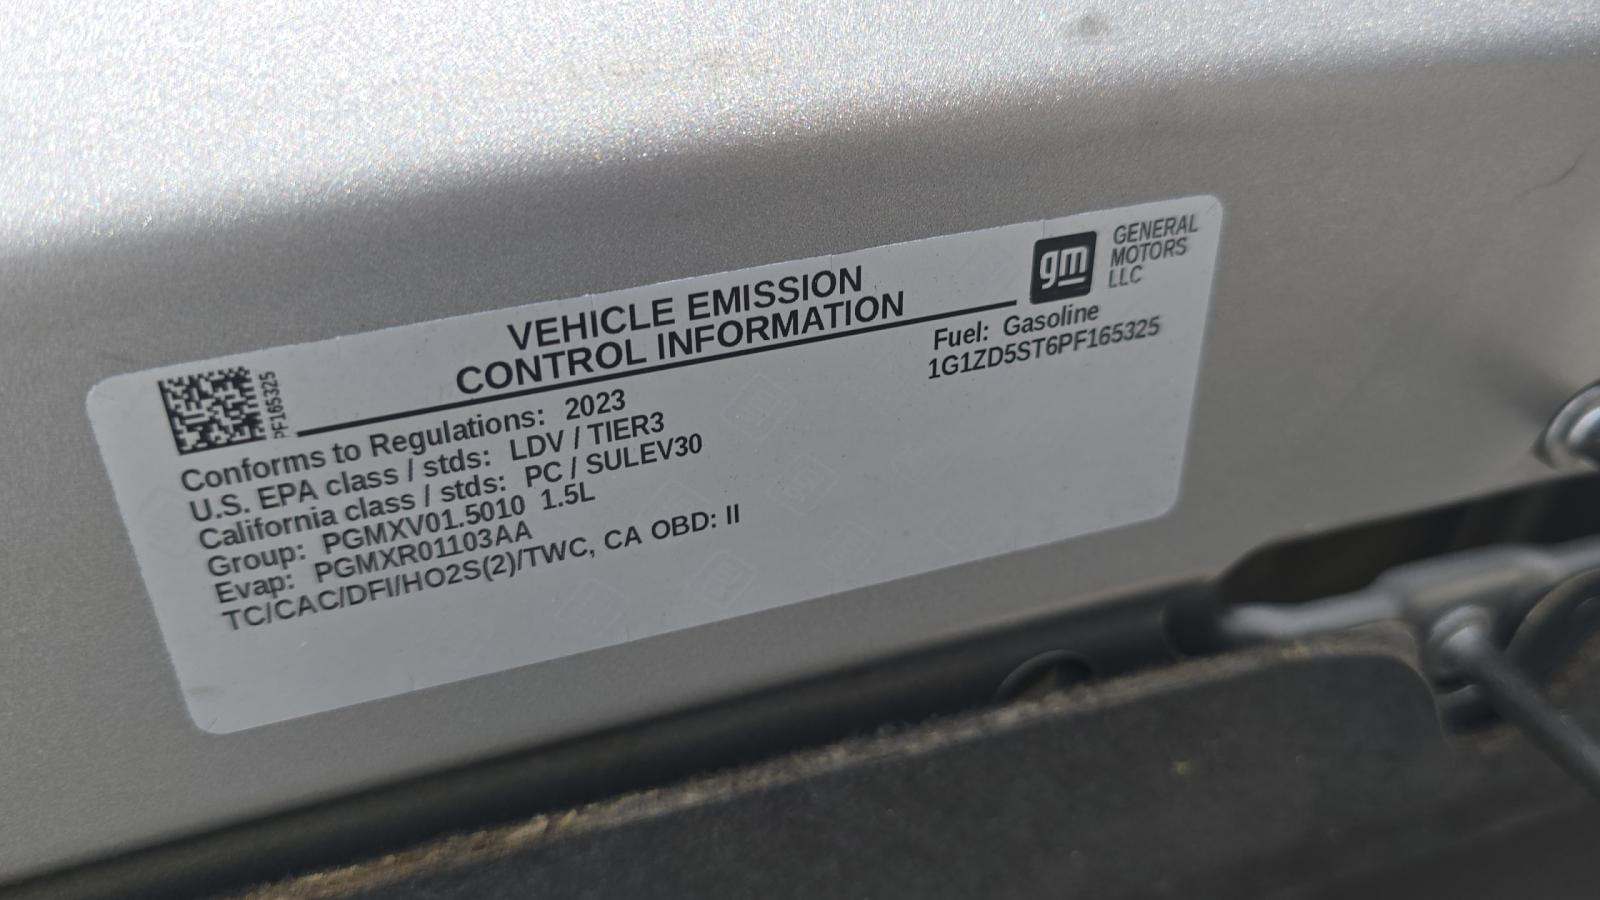 VEHICLE EMISSION
CONTROL INFORMATION
gm
GENERAL
MOTORS
LLC
PF165325
Fuel: Gasoline
1G1ZD5ST6PF165325
Conforms to Regulations: 2023
U.S. EPA class / stds: LDV / TIER3
California class / stds: PC / SULEV30
Group: PGMXV01.5010 1.5L
Evap: PGMXR01103AA
TC/CAC/DFI/HO2S(2)/TWC, CA OBD: II